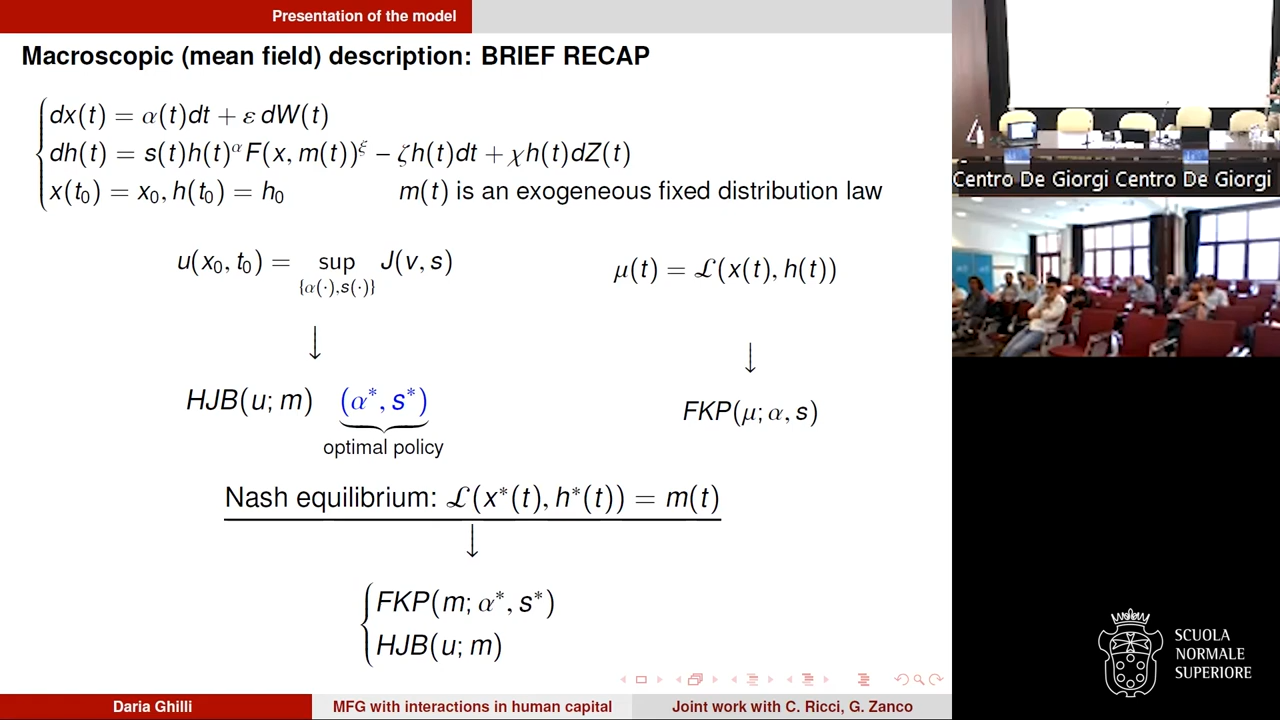 Presentation of the model
Macroscopic (mean field) description: BRIEF RECAP
dx(t) = α(t)dt + ε dW(t)
dh(t) = s(t)h(t)^α F(x, m(t))^ξ − ζh(t)dt + χh(t)dZ(t)
x(t₀) = x₀, h(t₀) = h₀ m(t) is an exogeneous fixed distribution law
u(x₀, t₀) = sup J(v, s)
{α(·),s(·)}
μ(t) = ℒ(x(t), h(t))
↓ ↓
HJB(u; m) (α*, s*)
optimal policy
FKP(μ; α, s)
Nash equilibrium: ℒ(x*(t), h*(t)) = m(t)
↓
FKP(m; α*, s*)
HJB(u; m)
Daria Ghilli MFG with interactions in human capital Joint work with C. Ricci, G. Zanco
Centro De Giorgi Centro De Giorgi
SCUOLA
NORMALE
SUPERIORE